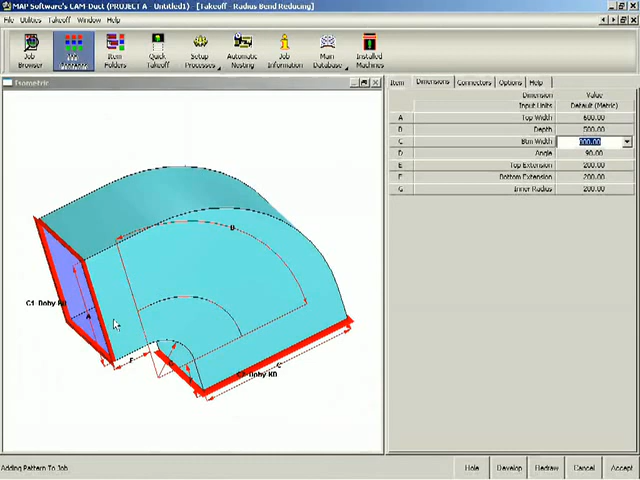 MAP Software's CAM-Duct (PROJECT A - Untitled1) - [Takeoff - Radius Bend Reducing]
File Utilities Takeoff Window Help
Job Browser
Item Folders
Quick Takeoff
Setup Processes
Automatic Nesting
Job Information
Main Database
Installed Machines
Isometric
Item Dimensions Connectors Options Help
Dimension Value
Input Units Default (Metric)
A Top Width 600.00
B Depth 500.00
C Btm Width
D Angle 90.00
E Top Extension 200.00
F Bottom Extension 200.00
G Inner Radius 200.00
D
C1
A
F
C
Adding Pattern To Job
Hole Develop Redraw Cancel Accept